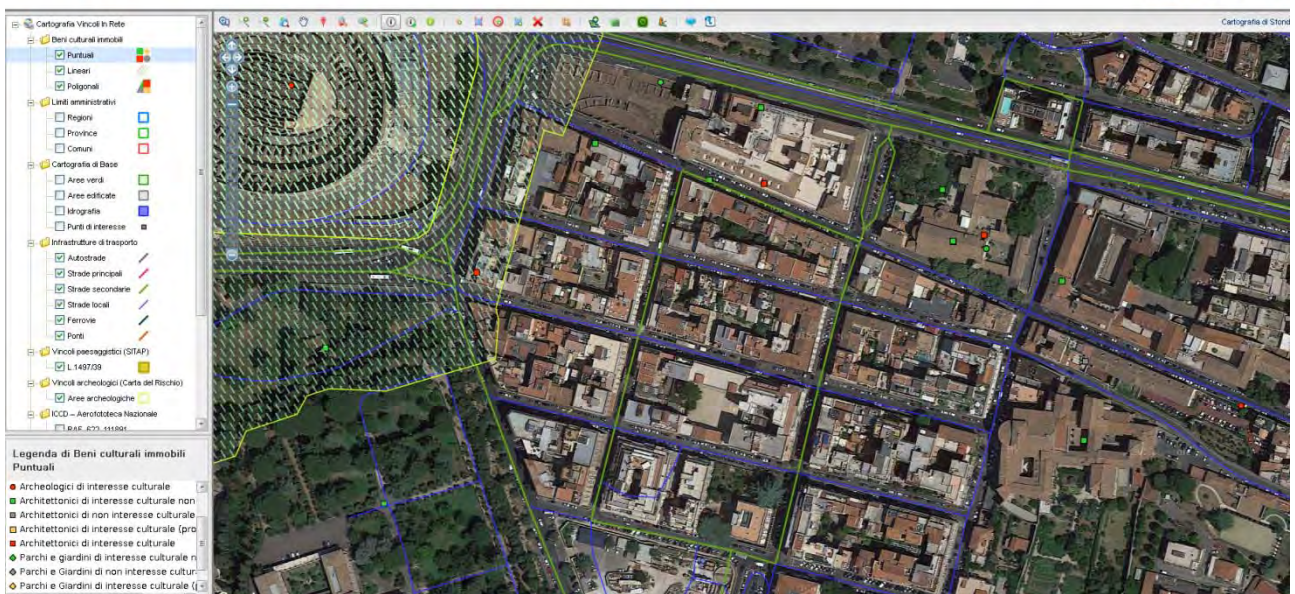 Cartografia Vincoli In Rete
Beni culturali immobili
Puntuali
Lineari
Poligonali
Limiti amministrativi
Regioni
Province
Comuni
Cartografia di Base
Aree verdi
Aree edificate
Idrografia
Punti di interesse
Infrastrutture di trasporto
Autostrade
Strade principali
Strade secondarie
Strade locali
Ferrovie
Ponti
Vincoli paesaggistici (SITAP)
L.1497/39
Vincoli archeologici (Carta del Rischio)
Aree archeologiche
ICCD – Aerofototeca Nazionale
Legenda di Beni culturali immobili
Puntuali
Archeologici di interesse culturale
Architettonici di interesse culturale non
Architettonici di non interesse culturale
Architettonici di interesse culturale (pro
Architettonici di interesse culturale
Parchi e giardini di interesse culturale n
Parchi e Giardini di non interesse cultur
Parchi e Giardini di interesse culturale (
Cartografia di Sfond